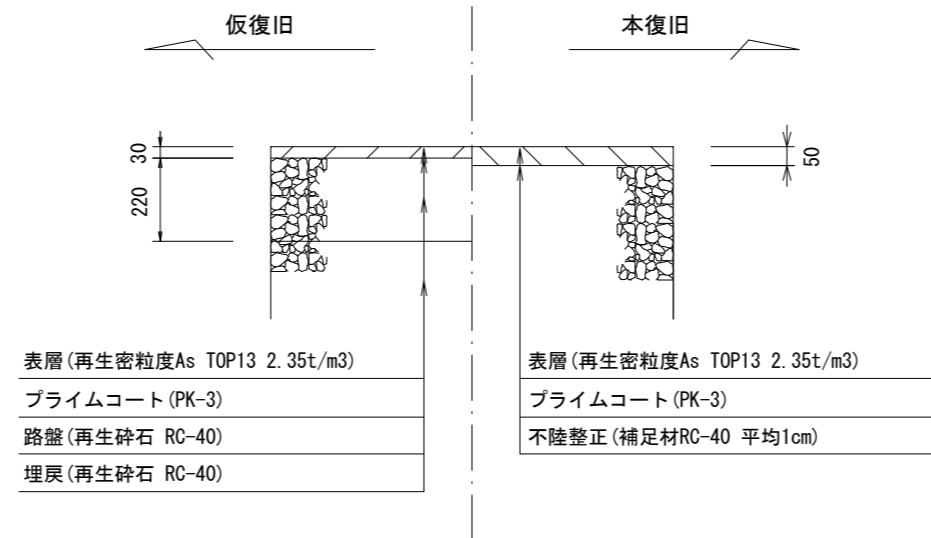 仮復旧
本復旧
30
220
50
表層(再生密粒度As TOP13 2.35t/m3)
プライムコート(PK-3)
路盤(再生砕石 RC-40)
埋戻(再生砕石 RC-40)
表層(再生密粒度As TOP13 2.35t/m3)
プライムコート(PK-3)
不陸整正(補足材RC-40 平均1cm)